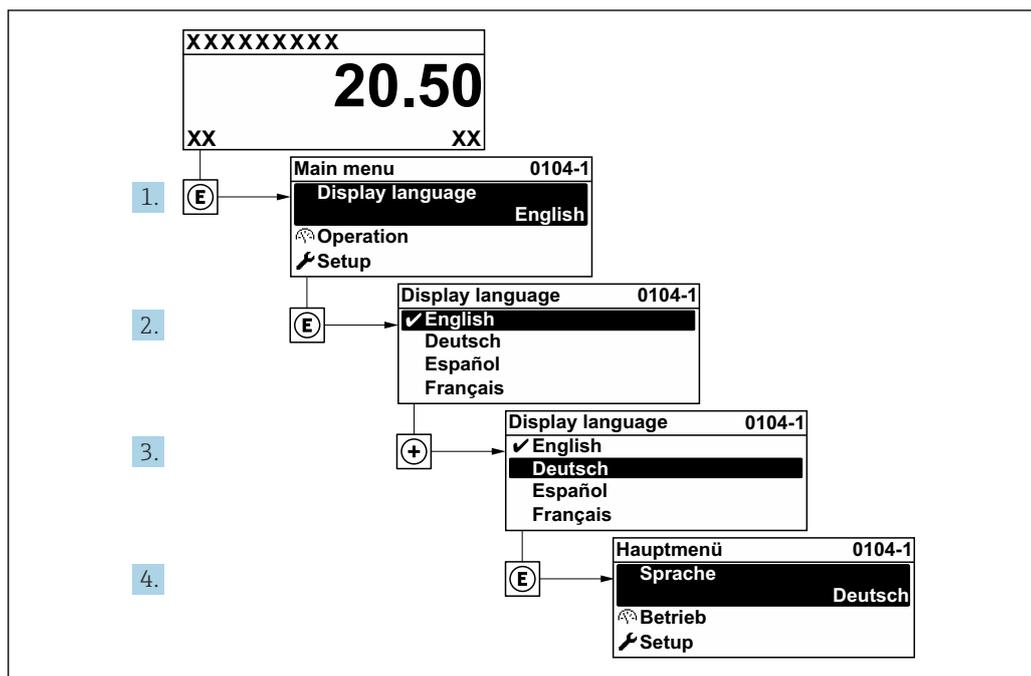 XXXXXXXXX
20.50
XX XX
1. E
Main menu 0104-1
Display language
English
Operation
Setup
2. E
Display language 0104-1
✔ English
Deutsch
Español
Français
3. +
Display language 0104-1
✔ English
Deutsch
Español
Français
4. E
Hauptmenü 0104-1
Sprache
Deutsch
Betrieb
Setup